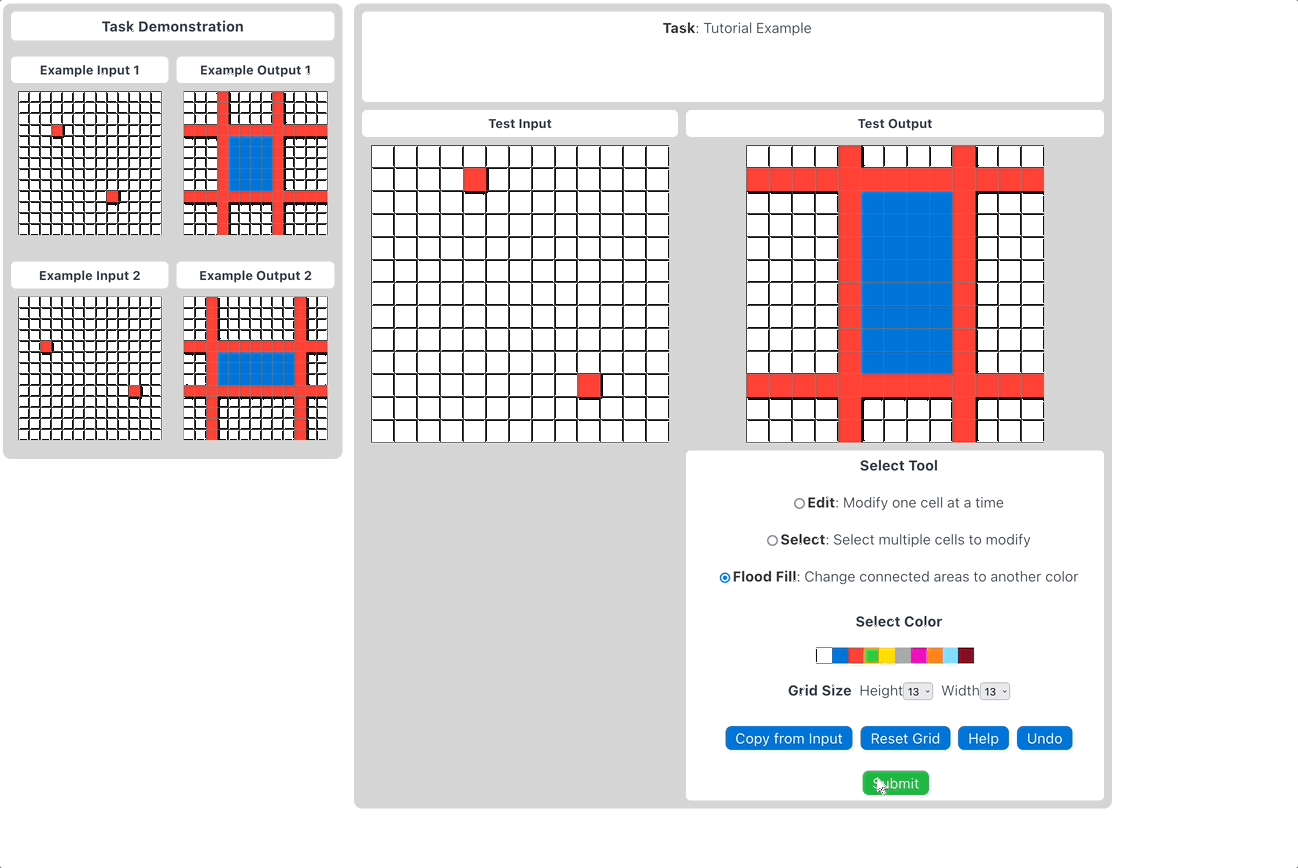 Task Demonstration
Example Input 1
Example Output 1
Example Input 2
Example Output 2
Task: Tutorial Example
Test Input
Test Output
Select Tool
Edit: Modify one cell at a time
Select: Select multiple cells to modify
Flood Fill: Change connected areas to another color
Select Color
Grid Size Height 13 Width 13
Copy from Input Reset Grid Help Undo
Submit